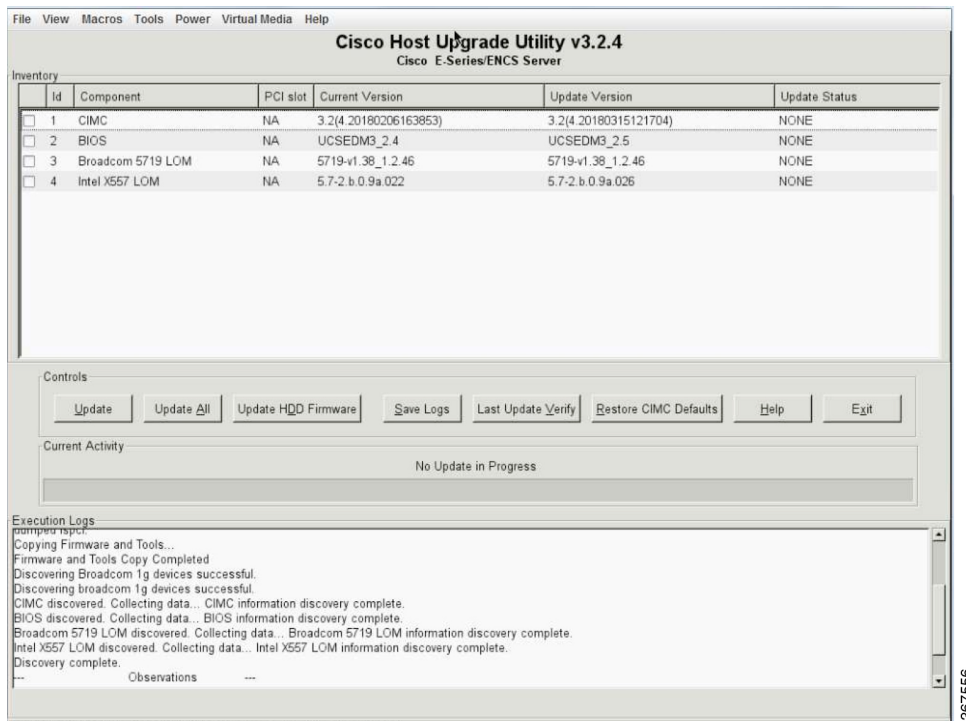 File View Macros Tools Power Virtual Media Help
Cisco Host Upgrade Utility v3.2.4
Cisco E-Series/ENCS Server
Inventory
Id Component PCI slot Current Version Update Version Update Status
1 CIMC NA 3.2(4.20180206163853) 3.2(4.20180315121704) NONE
2 BIOS NA UCSEDM3_2.4 UCSEDM3_2.5 NONE
3 Broadcom 5719 LOM NA 5719-v1.38_1.2.46 5719-v1.38_1.2.46 NONE
4 Intel X557 LOM NA 5.7-2.b.0.9a.022 5.7-2.b.0.9a.026 NONE
Controls
Update Update All Update HDD Firmware Save Logs Last Update Verify Restore CIMC Defaults Help Exit
Current Activity
No Update in Progress
Execution Logs
dumped lspci.
Copying Firmware and Tools...
Firmware and Tools Copy Completed
Discovering Broadcom 1g devices successful.
Discovering broadcom 1g devices successful.
CIMC discovered. Collecting data... CIMC information discovery complete.
BIOS discovered. Collecting data... BIOS information discovery complete.
Broadcom 5719 LOM discovered. Collecting data... Broadcom 5719 LOM information discovery complete.
Intel X557 LOM discovered. Collecting data... Intel X557 LOM information discovery complete.
Discovery complete.
--- Observations ---